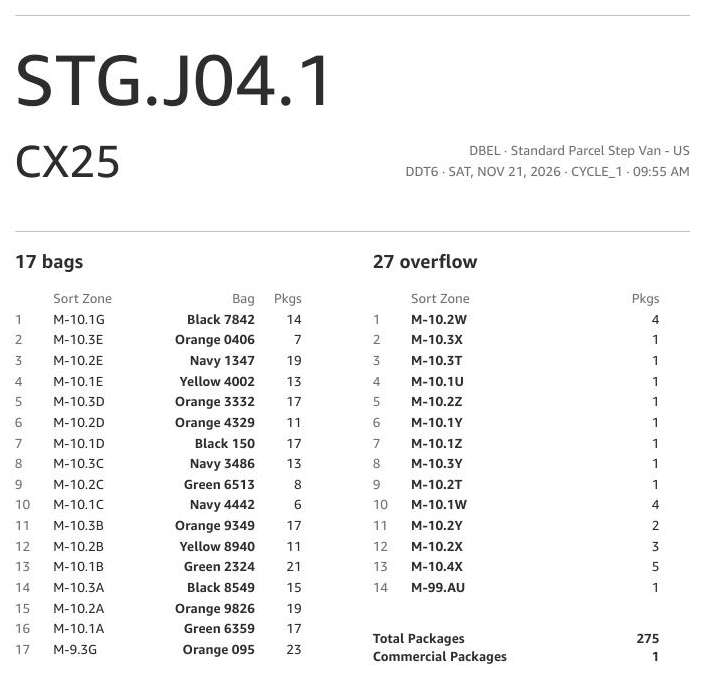 STG.J04.1
CX25
DBEL · Standard Parcel Step Van - US
DDT6 · SAT, NOV 21, 2026 · CYCLE_1 · 09:55 AM
17 bags
Sort Zone Bag Pkgs
1 M-10.1G Black 7842 14
2 M-10.3E Orange 0406 7
3 M-10.2E Navy 1347 19
4 M-10.1E Yellow 4002 13
5 M-10.3D Orange 3332 17
6 M-10.2D Orange 4329 11
7 M-10.1D Black 150 17
8 M-10.3C Navy 3486 13
9 M-10.2C Green 6513 8
10 M-10.1C Navy 4442 6
11 M-10.3B Orange 9349 17
12 M-10.2B Yellow 8940 11
13 M-10.1B Green 2324 21
14 M-10.3A Black 8549 15
15 M-10.2A Orange 9826 19
16 M-10.1A Green 6359 17
17 M-9.3G Orange 095 23
27 overflow
Sort Zone Pkgs
1 M-10.2W 4
2 M-10.3X 1
3 M-10.3T 1
4 M-10.1U 1
5 M-10.2Z 1
6 M-10.1Y 1
7 M-10.1Z 1
8 M-10.3Y 1
9 M-10.2T 1
10 M-10.1W 4
11 M-10.2Y 2
12 M-10.2X 3
13 M-10.4X 5
14 M-99.AU 1
Total Packages 275
Commercial Packages 1